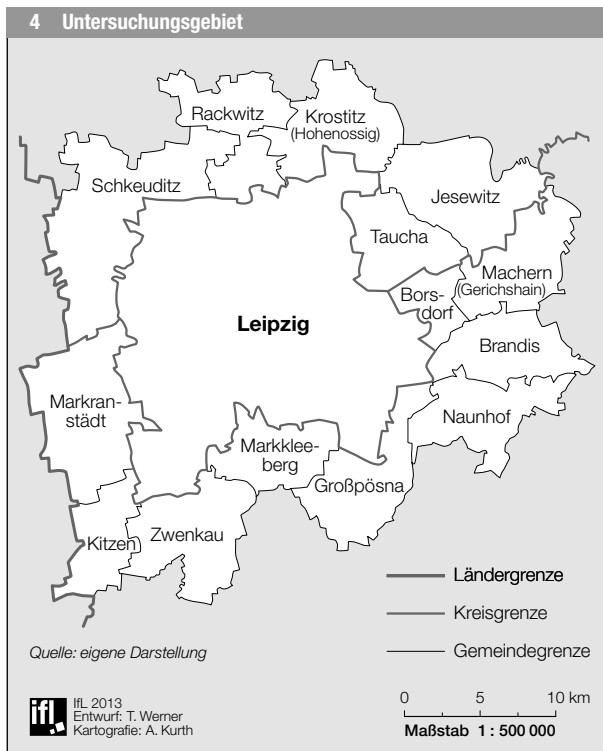 4 Untersuchungsgebiet
Rackwitz
Krostitz
(Hohenossig)
Schkeuditz
Jesewitz
Taucha
Machern
(Gerichshain)
Bors-
dorf
Leipzig
Brandis
Markran-
städt
Naunhof
Markklee-
berg
Großpösna
Kitzen
Zwenkau
Ländergrenze
Kreisgrenze
Gemeindegrenze
Quelle: eigene Darstellung
ifl
IfL 2013
Entwurf: T. Werner
Kartografie: A. Kurth
0 5 10 km
Maßstab 1 : 500 000